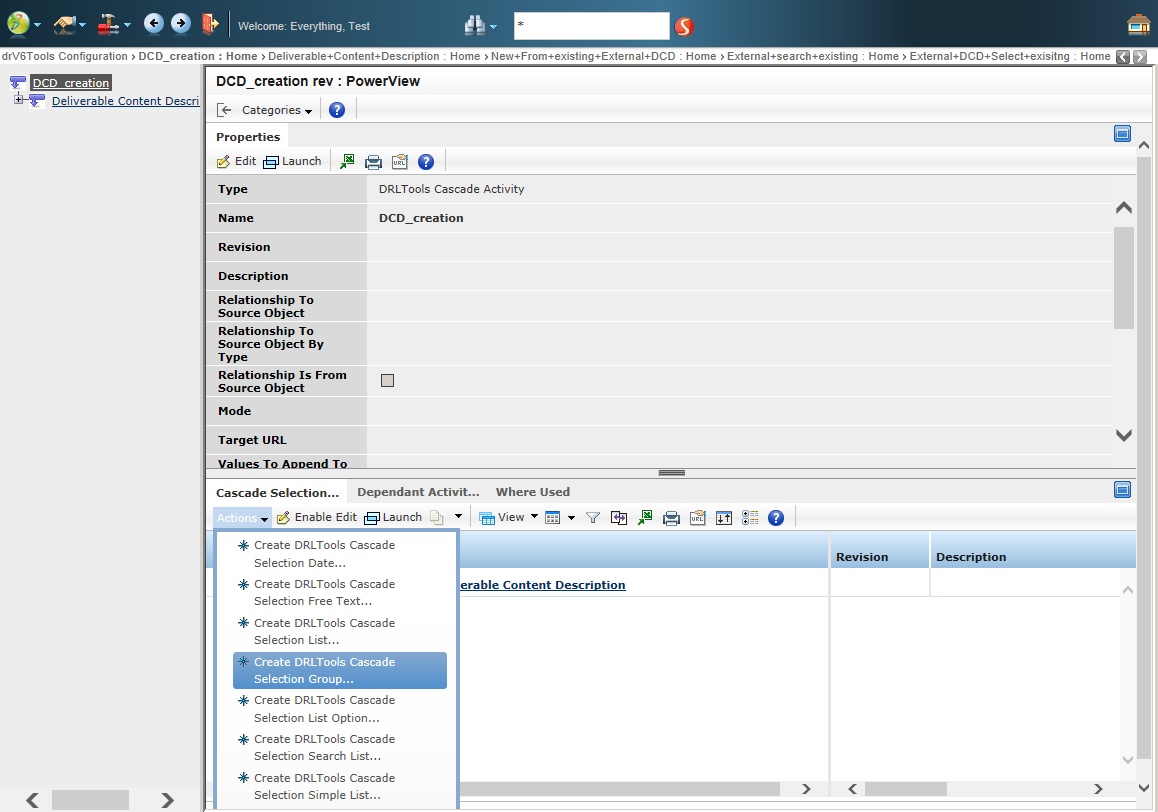 Welcome: Everything, Test
*
drV6Tools Configuration › DCD_creation : Home › Deliverable+Content+Description : Home › New+From+existing+External+DCD : Home › External+search+existing : Home › External+DCD+Select+exisitng : Home
DCD_creation
Deliverable Content Descri
DCD_creation rev : PowerView
Categories
Properties
Edit Launch URL
Type DRLTools Cascade Activity
Name DCD_creation
Revision
Description
Relationship To
Source Object
Relationship To
Source Object By
Type
Relationship Is From
Source Object
Mode
Target URL
Values To Append To
Cascade Selection... Dependant Activit... Where Used
Actions Enable Edit Launch View URL
Revision Description
erable Content Description
Create DRLTools Cascade
Selection Date...
Create DRLTools Cascade
Selection Free Text...
Create DRLTools Cascade
Selection List...
Create DRLTools Cascade
Selection Group...
Create DRLTools Cascade
Selection List Option...
Create DRLTools Cascade
Selection Search List...
Create DRLTools Cascade
Selection Simple List...